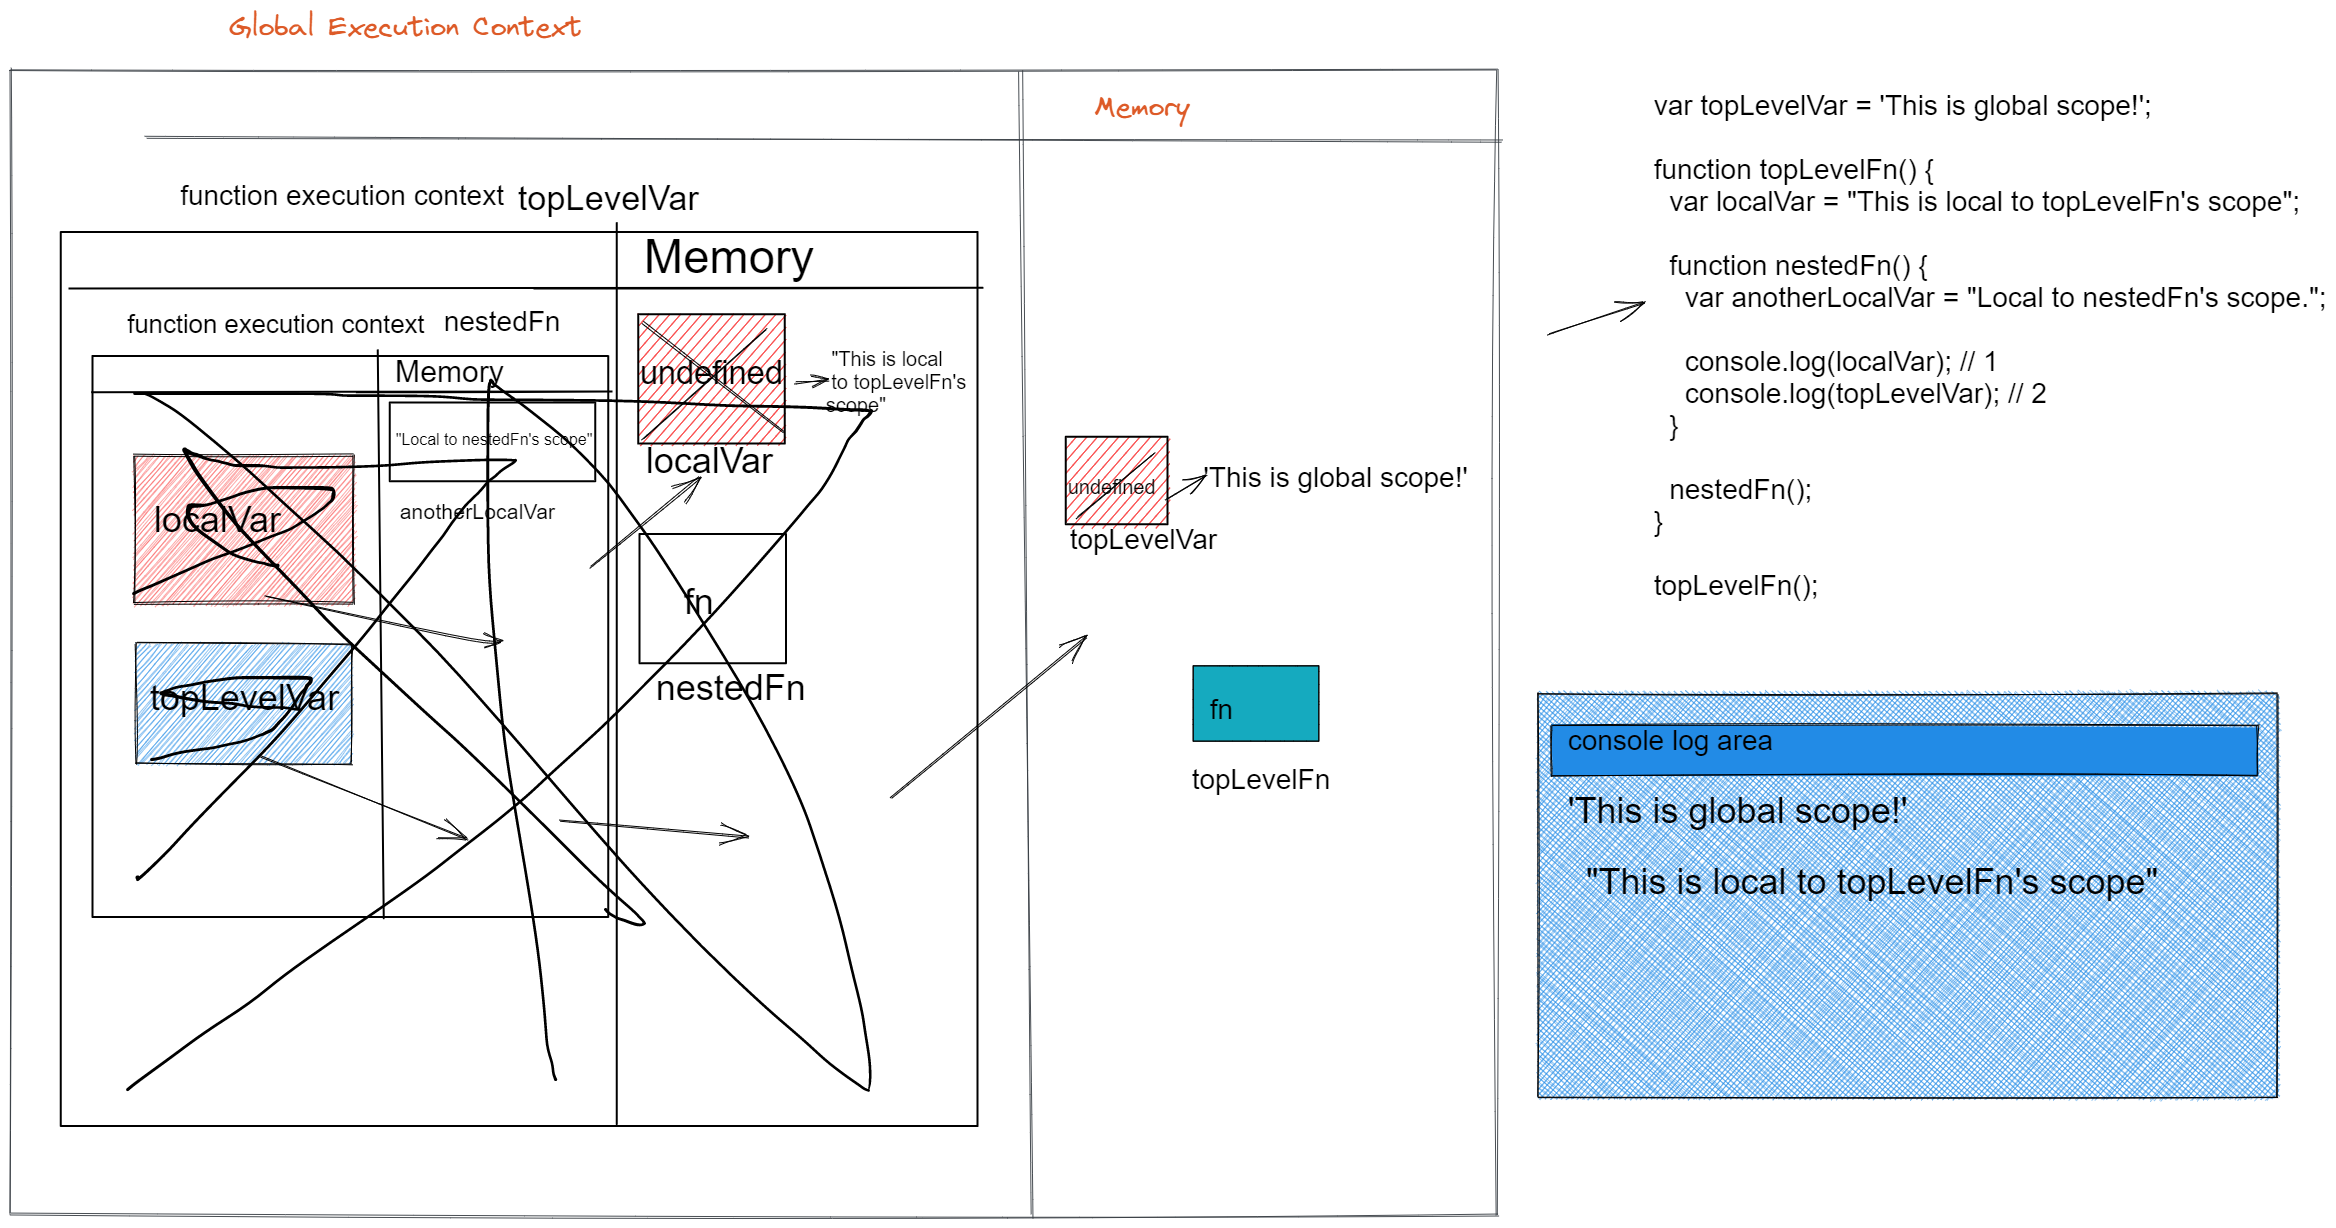 Global Execution Context
Memory
function execution context topLevelVar
Memory
function execution context nestedFn
Memory
"Local to nestedFn's scope"
anotherLocalVar
localVar
topLevelVar
undefined
"This is local
to topLevelFn's
scope"
localVar
fn
nestedFn
undefined
'This is global scope!'
topLevelVar
fn
topLevelFn
var topLevelVar = 'This is global scope!';
function topLevelFn() {
var localVar = "This is local to topLevelFn's scope";
function nestedFn() {
var anotherLocalVar = "Local to nestedFn's scope.";
console.log(localVar); // 1
console.log(topLevelVar); // 2
}
nestedFn();
}
topLevelFn();
console log area
'This is global scope!'
"This is local to topLevelFn's scope"